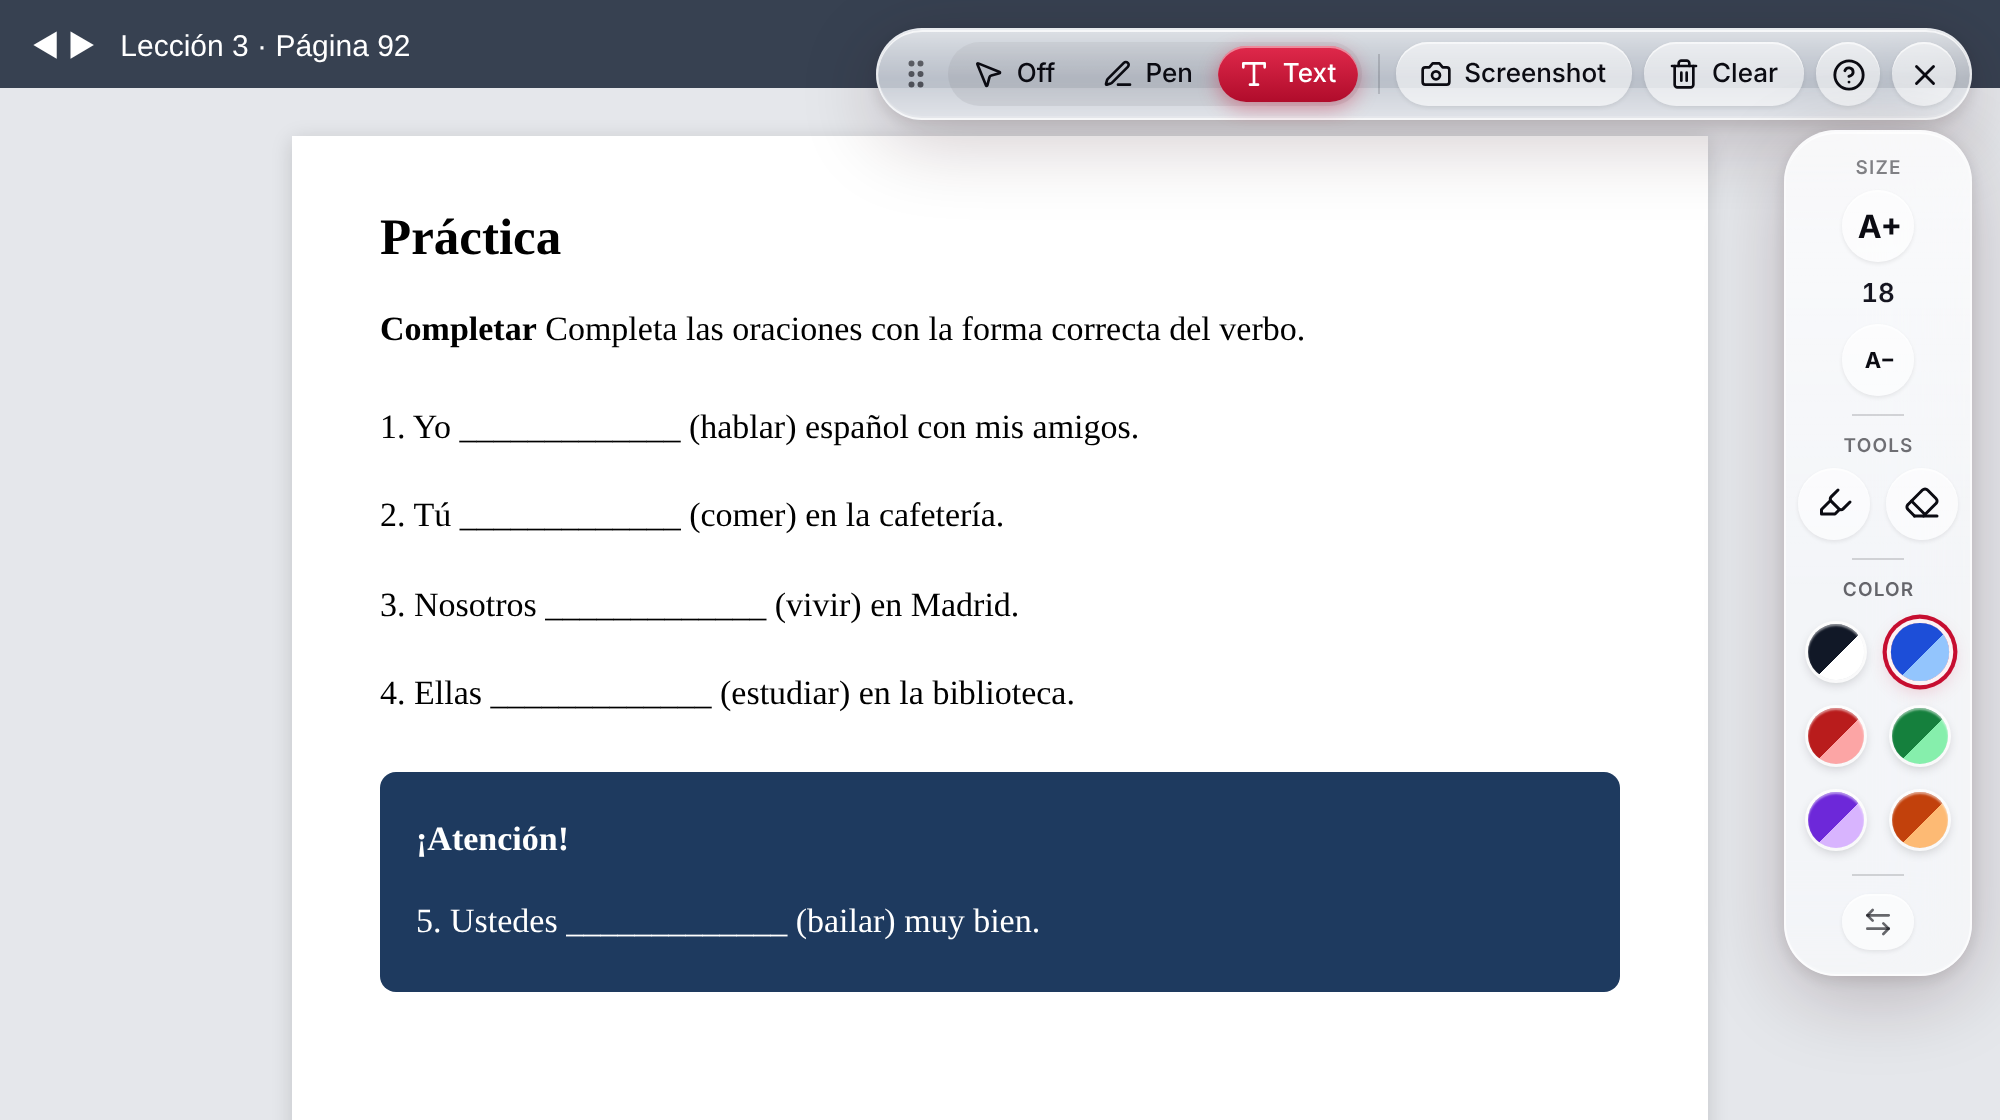 Lección 3 · Página 92
Off Pen Text Screenshot Clear
SIZE
A+
18
A−
TOOLS
COLOR
Práctica
Completar Completa las oraciones con la forma correcta del verbo.
1. Yo _____________ (hablar) español con mis amigos.
2. Tú _____________ (comer) en la cafetería.
3. Nosotros _____________ (vivir) en Madrid.
4. Ellas _____________ (estudiar) en la biblioteca.
¡Atención!
5. Ustedes _____________ (bailar) muy bien.